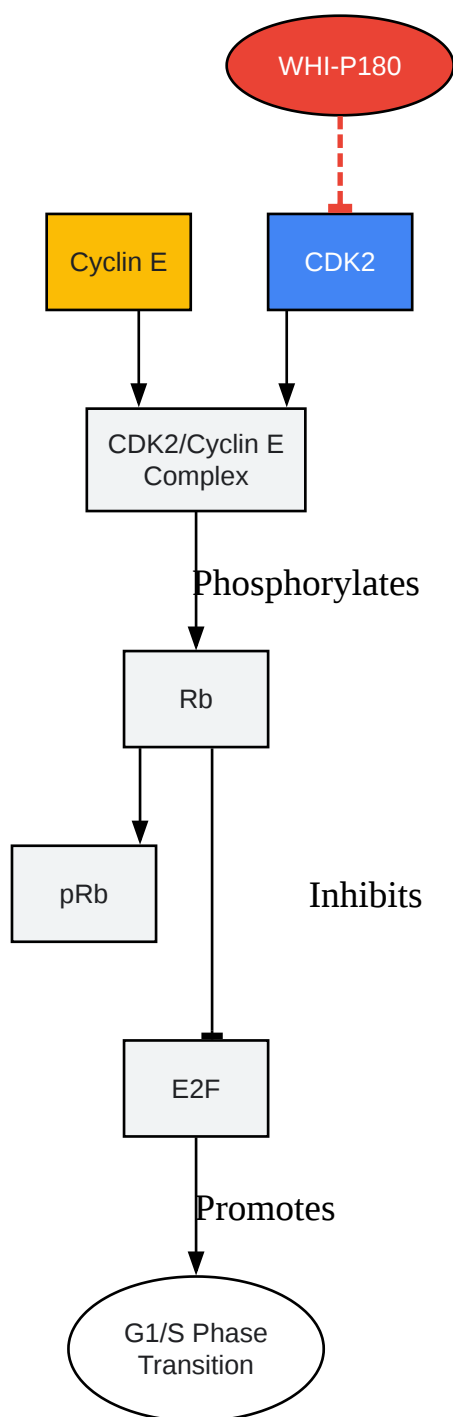 WHI-P180
Cyclin E
CDK2
CDK2/Cyclin E
Complex
Phosphorylates
Rb
pRb
Inhibits
E2F
Promotes
G1/S Phase
Transition